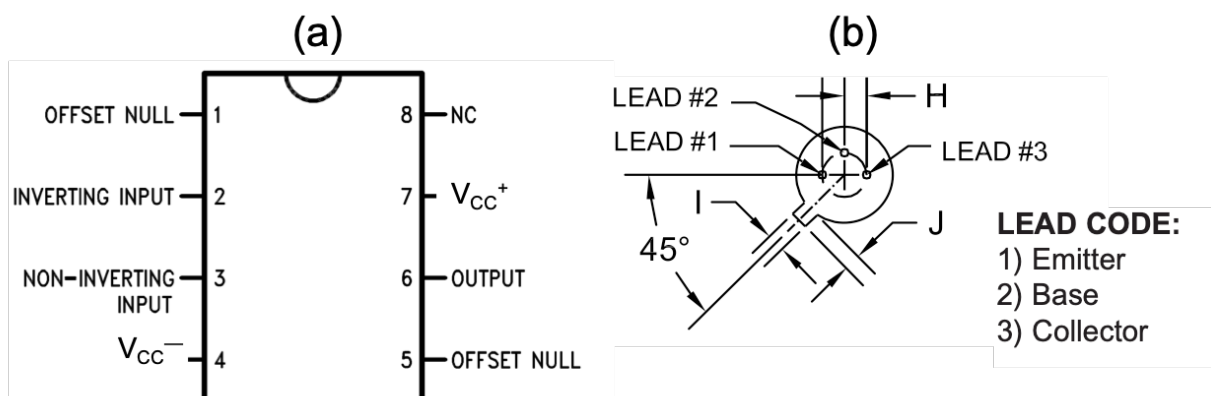 (a)
OFFSET NULL 1
8 NC
INVERTING INPUT 2
7 VCC+
NON-INVERTING
INPUT
3
6 OUTPUT
VCC— 4
5 OFFSET NULL
(b)
LEAD #2
H
LEAD #1
LEAD #3
I
J
45°
LEAD CODE:
1) Emitter
2) Base
3) Collector